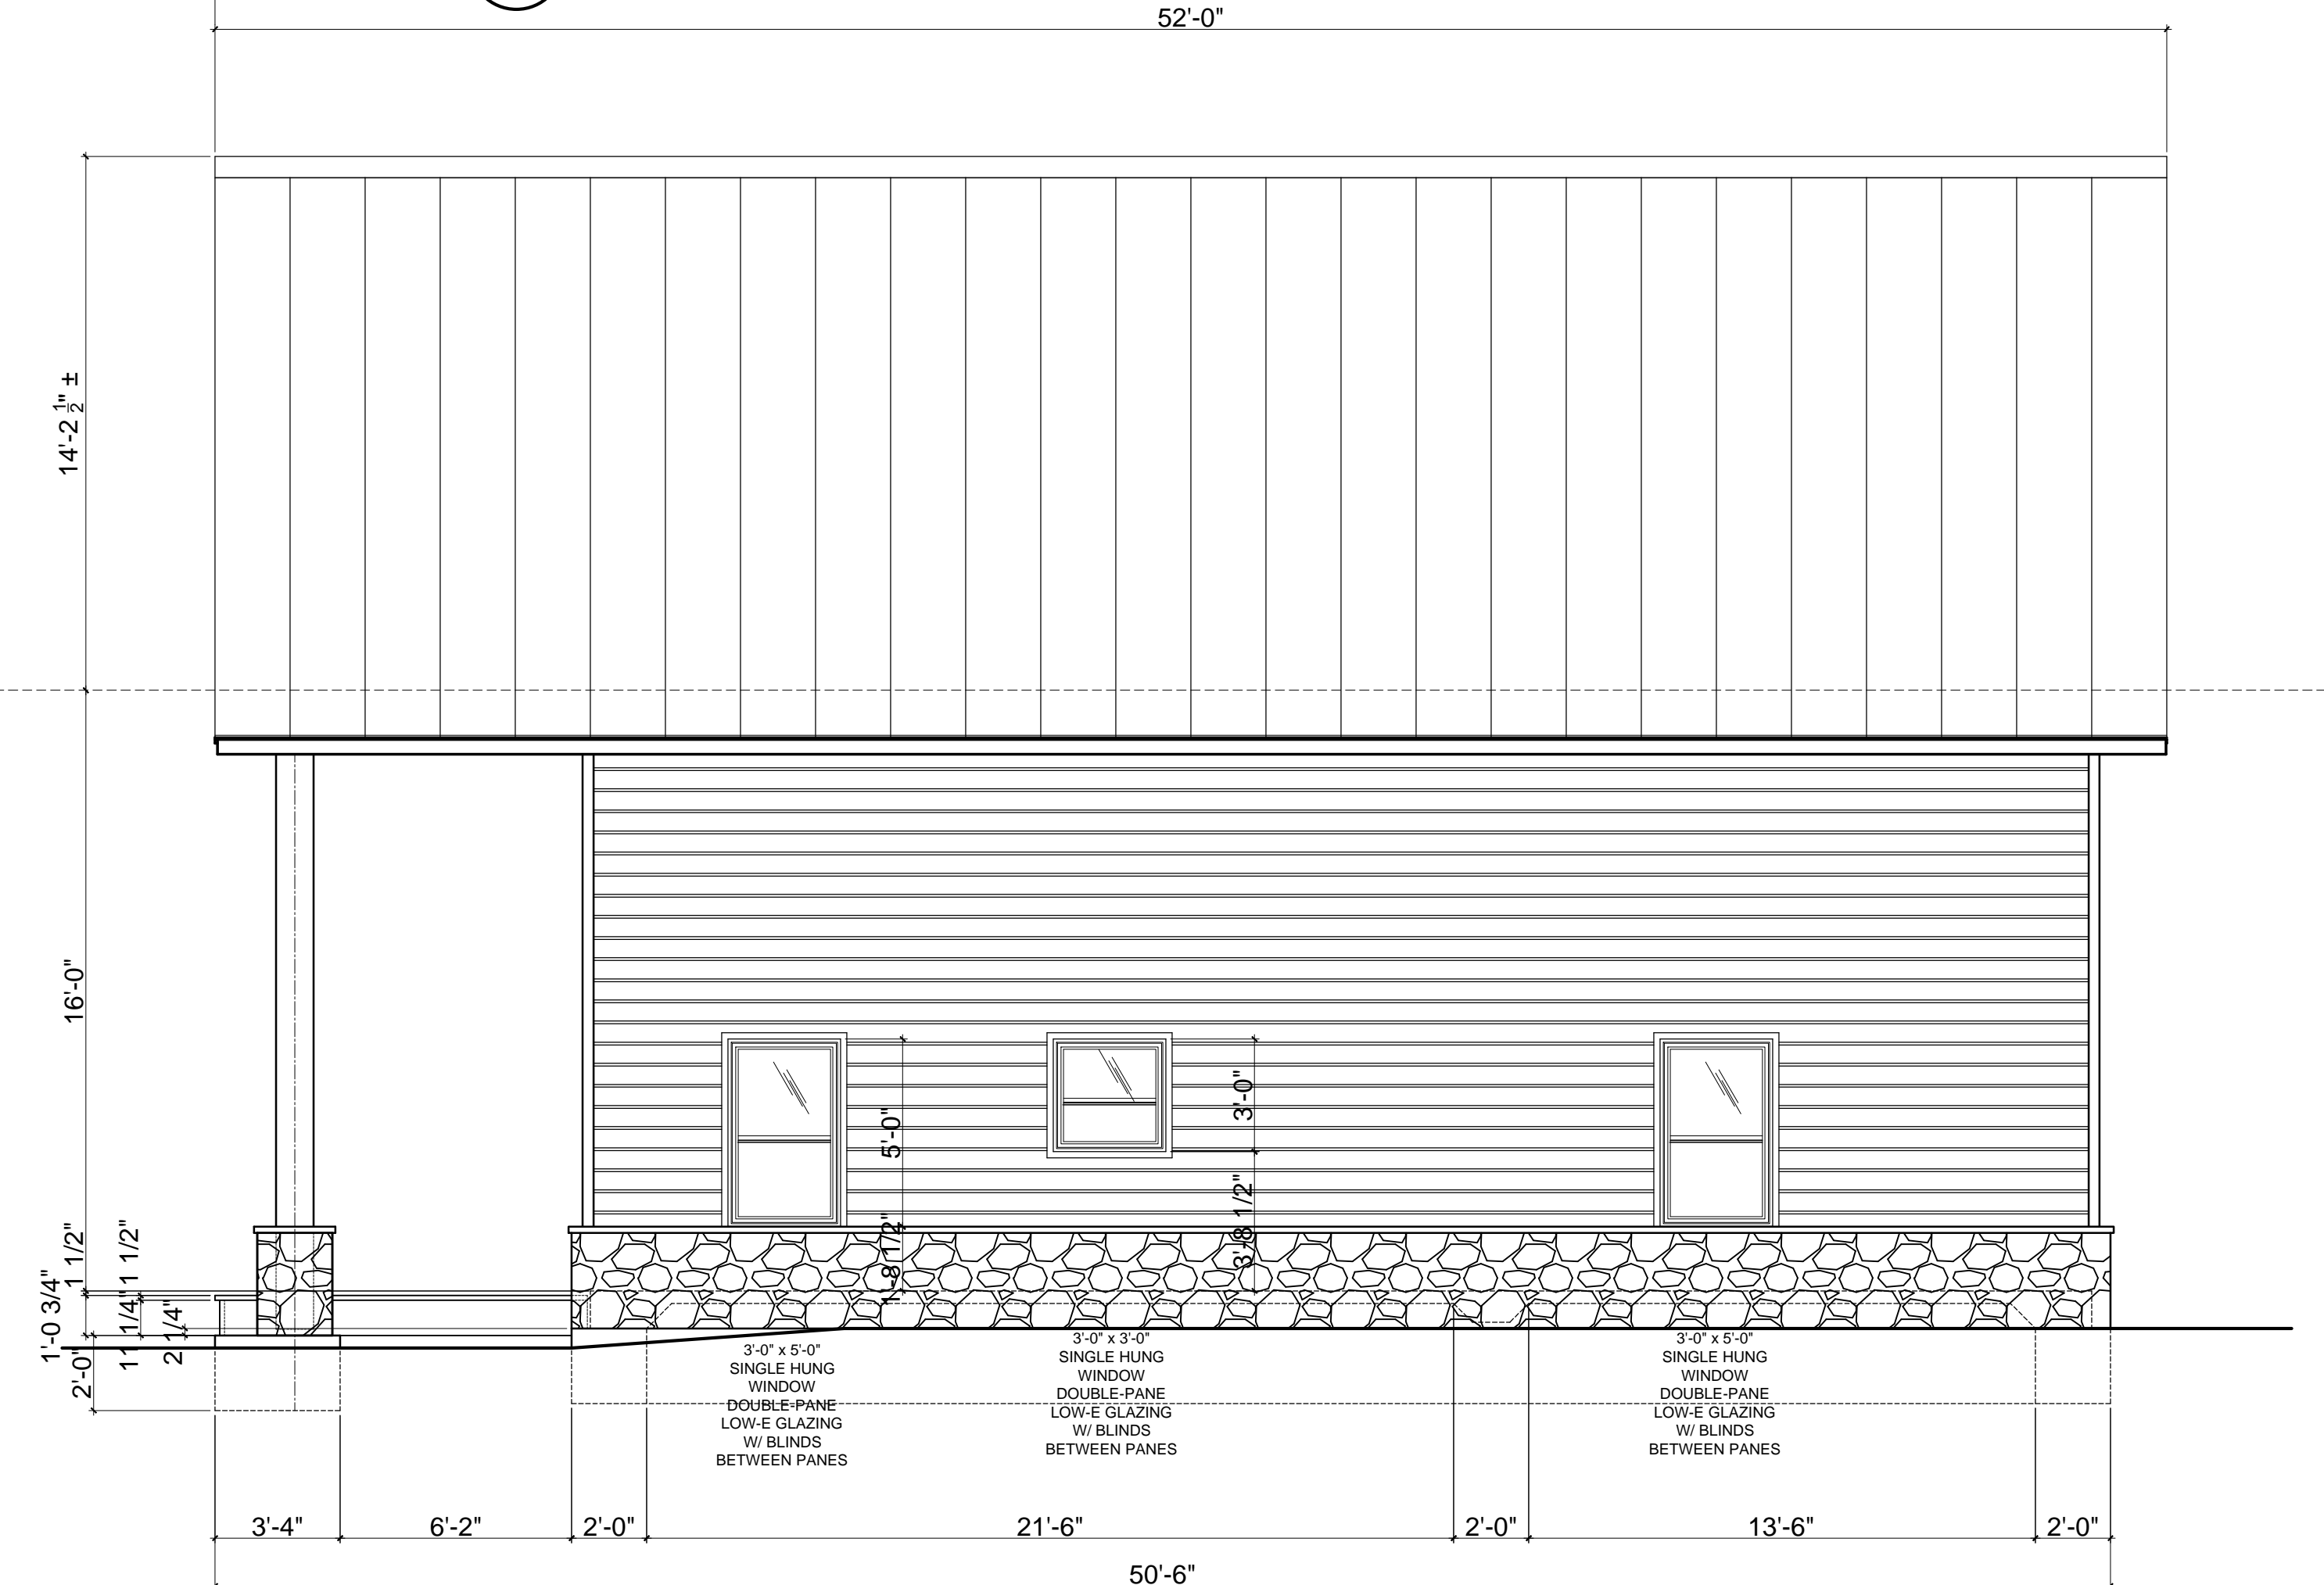 52'-0"
14'-2 1/2" ±
16'-0"
5'-0"
3'-0"
1'-8 1/2"
3'-8 1/2"
1 1/2"
1 1/2"
1'-0 3/4"
11 1/4"
2 1/4"
2'-0"
3'-0" x 5'-0"
SINGLE HUNG
WINDOW
DOUBLE-PANE
LOW-E GLAZING
W/ BLINDS
BETWEEN PANES
3'-0" x 3'-0"
SINGLE HUNG
WINDOW
DOUBLE-PANE
LOW-E GLAZING
W/ BLINDS
BETWEEN PANES
3'-0" x 5'-0"
SINGLE HUNG
WINDOW
DOUBLE-PANE
LOW-E GLAZING
W/ BLINDS
BETWEEN PANES
3'-4"
6'-2"
2'-0"
21'-6"
2'-0"
13'-6"
2'-0"
50'-6"